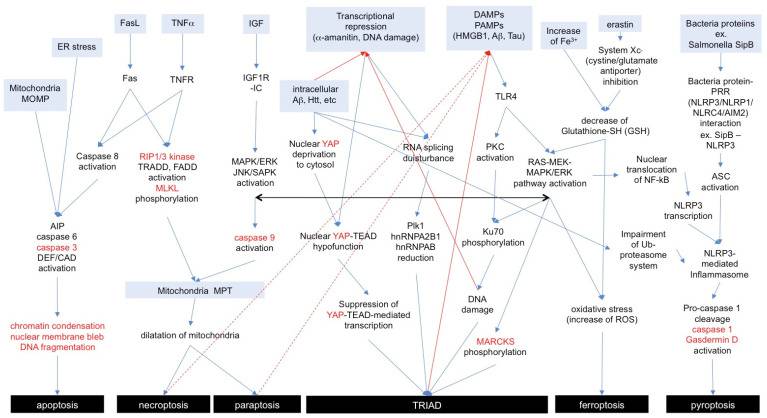 FasL
TNFα
IGF
Transcriptional
repression
(α-amanitin, DNA damage)
DAMPs
PAMPs
(HMGB1, Aβ, Tau)
Increase
of Fe³⁺
erastin
Bacteria proteiins
ex.
Salmonella SipB
ER stress
Mitochondria
MOMP
Fas
TNFR
IGF1R
-IC
intracellular
Aβ, Htt, etc
TLR4
System Xc-
(cystine/glutamate
antiporter)
inhibition
Bacteria protein-
PRR
(NLRP3/NLRP1/
NLRC4/AIM2)
interaction
ex. SipB –
NLRP3
Caspase 8
activation
RIP1/3 kinase
TRADD, FADD
activation
MLKL
phosphorylation
MAPK/ERK
JNK/SAPK
activation
Nuclear YAP
deprivation
to cytosol
RNA splicing
duisturbance
PKC
activation
RAS-MEK-
MAPK/ERK
pathway activation
decrease of
Glutathione-SH (GSH)
Nuclear
translocation
of NF-kB
ASC
activation
NLRP3
transcription
AIP
caspase 6
caspase 3
DEF/CAD
activation
caspase 9
activation
Nuclear YAP-TEAD
hypofunction
Plk1
hnRNPA2B1
hnRNPAB
reduction
Ku70
phosphorylation
Impairment
of Ub-
proteasome
system
NLRP3-
mediated
Inflammasome
Mitochondria MPT
Suppression of
YAP-TEAD-mediated
transcription
DNA
damage
oxidative stress
(increase of ROS)
Pro-caspase 1
cleavage
caspase 1
Gasdermin D
activation
chromatin condensation
nuclear membrane bleb
DNA fragmentation
dilatation of mitochondria
MARCKS
phosphorylation
apoptosis
necroptosis
paraptosis
TRIAD
ferroptosis
pyroptosis